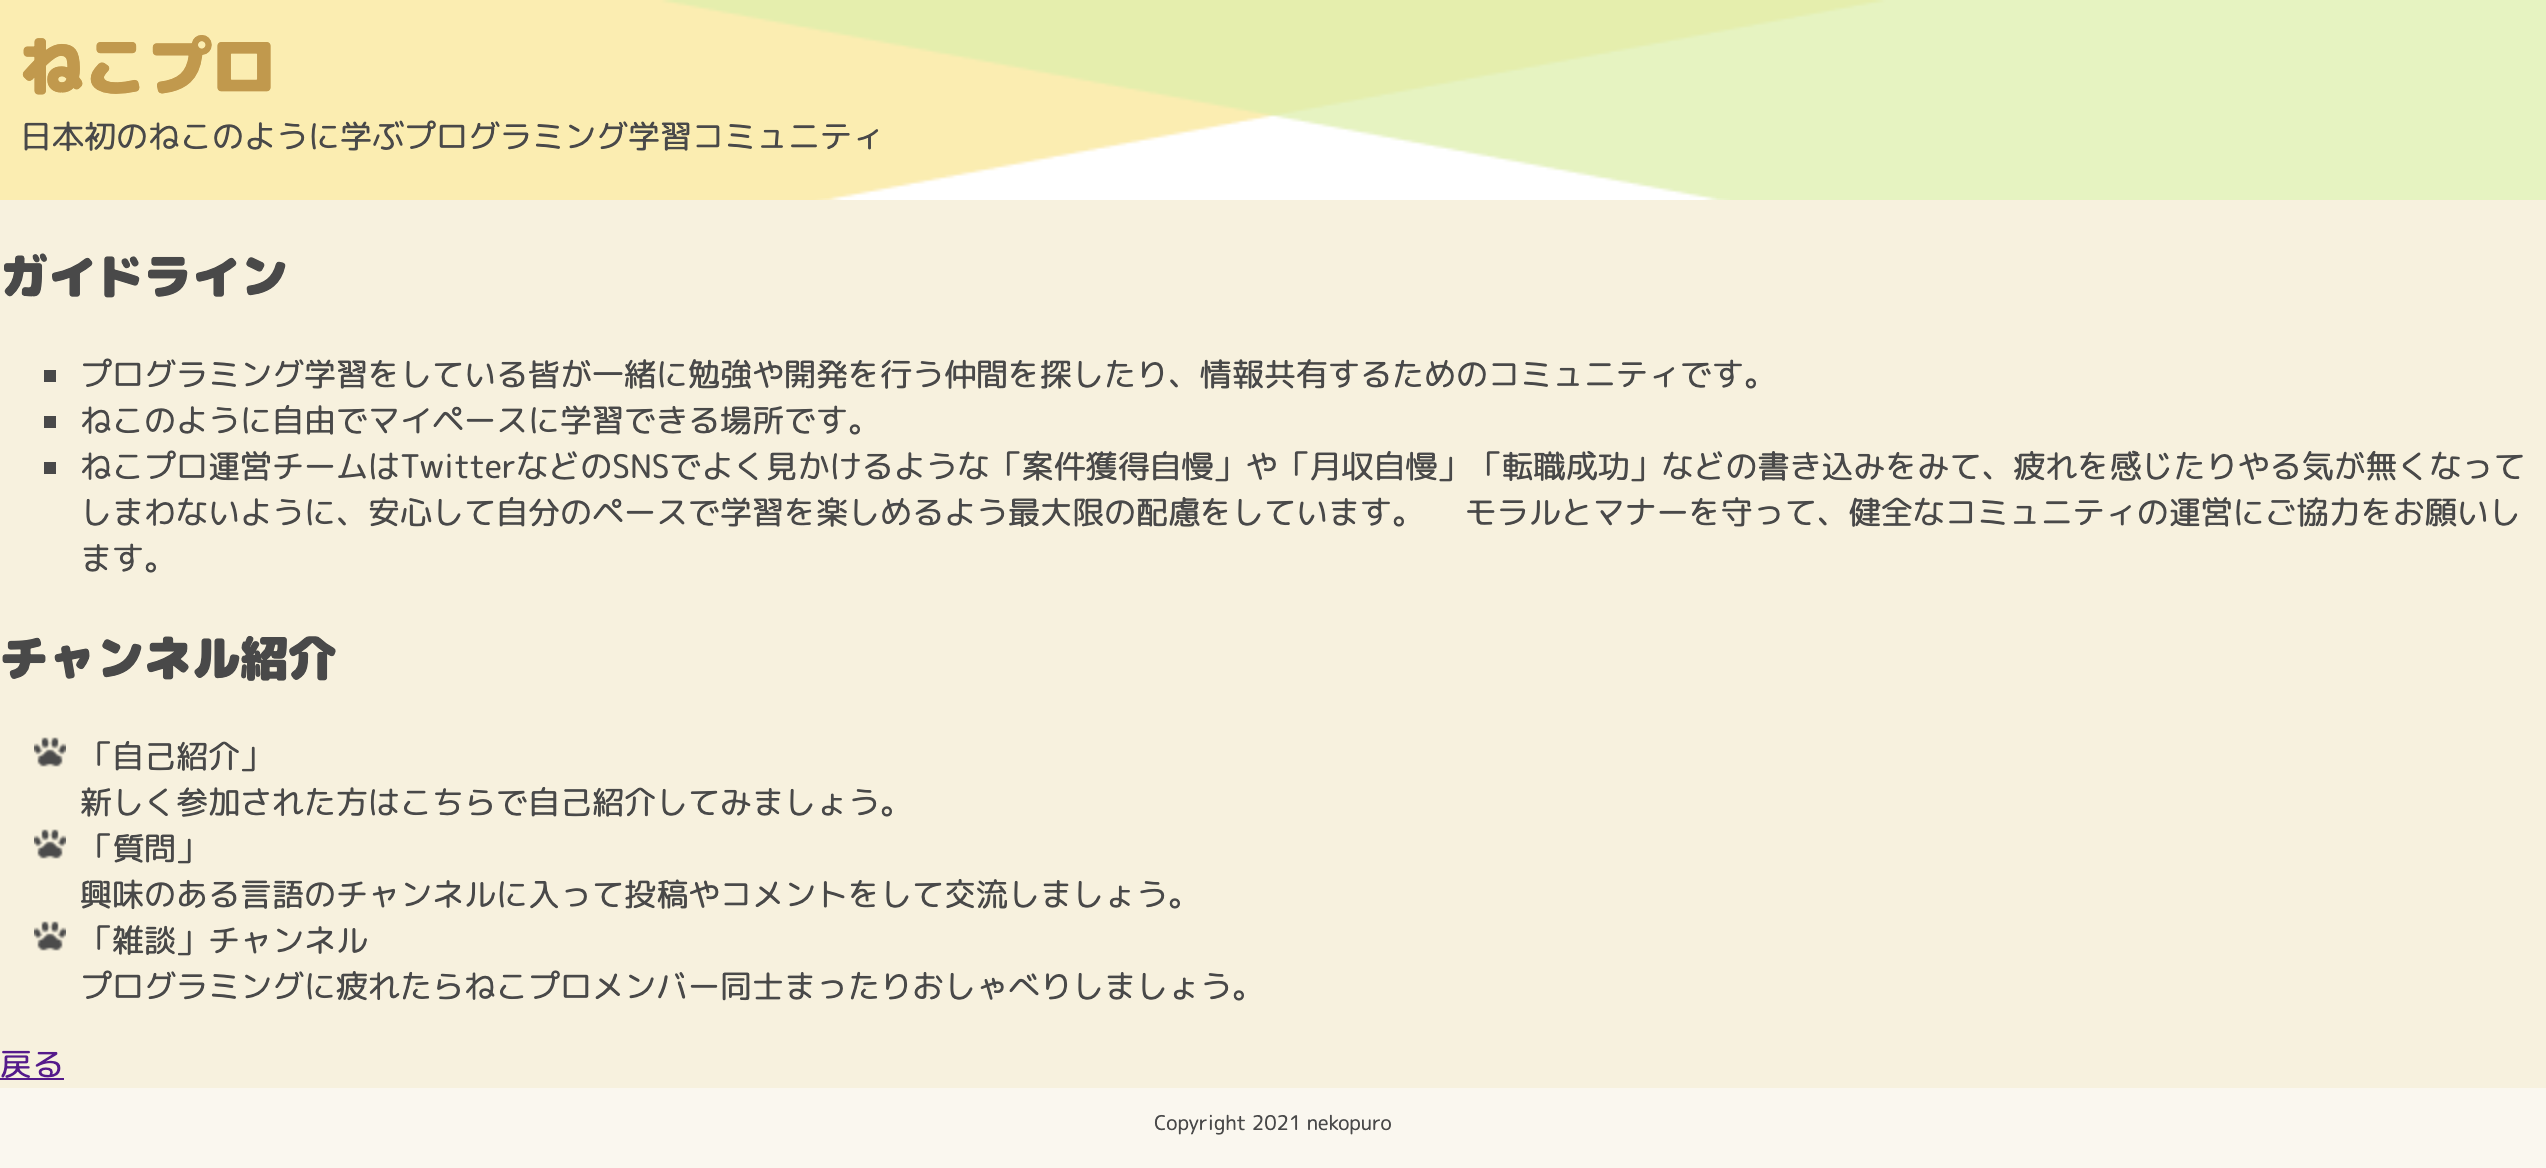 ねこプロ
日本初のねこのように学ぶプログラミング学習コミュニティ
ガイドライン
プログラミング学習をしている皆が一緒に勉強や開発を行う仲間を探したり、情報共有するためのコミュニティです。
ねこのように自由でマイペースに学習できる場所です。
ねこプロ運営チームはTwitterなどのSNSでよく見かけるような「案件獲得自慢」や「月収自慢」「転職成功」などの書き込みをみて、疲れを感じたりやる気が無くなって
しまわないように、安心して自分のペースで学習を楽しめるよう最大限の配慮をしています。　モラルとマナーを守って、健全なコミュニティの運営にご協力をお願いし
ます。
チャンネル紹介
「自己紹介」
新しく参加された方はこちらで自己紹介してみましょう。
「質問」
興味のある言語のチャンネルに入って投稿やコメントをして交流しましょう。
「雑談」チャンネル
プログラミングに疲れたらねこプロメンバー同士まったりおしゃべりしましょう。
戻る
Copyright 2021 nekopuro